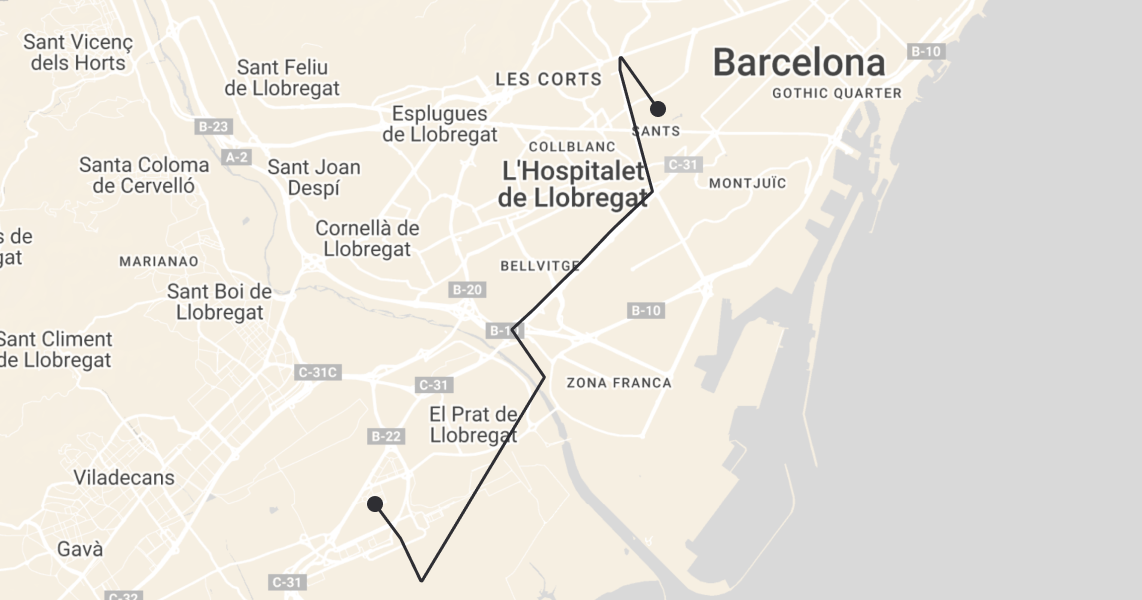 Sant Vicenç
dels Horts
Sant Feliu
de Llobregat
LES CORTS
Barcelona
B-10
GOTHIC QUARTER
Esplugues
de Llobregat
B-23
SANTS
A-2
COLLBLANC
Santa Coloma
de Cervelló
Sant Joan
Despí
L'Hospitalet
de Llobregat
C-31
MONTJUÏC
Cornellà de
Llobregat
s de
gat
MARIANAO
BELLVITGE
Sant Boi de
Llobregat
B-20
B-10
Sant Climent
de Llobregat
C-31C
C-31
ZONA FRANCA
El Prat de
Llobregat
B-22
Viladecans
Gavà
C-31
C-32